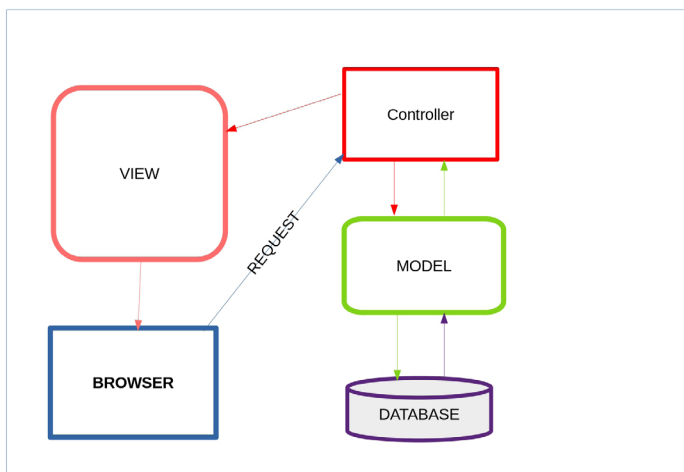 Controller
VIEW
REQUEST
MODEL
BROWSER
DATABASE